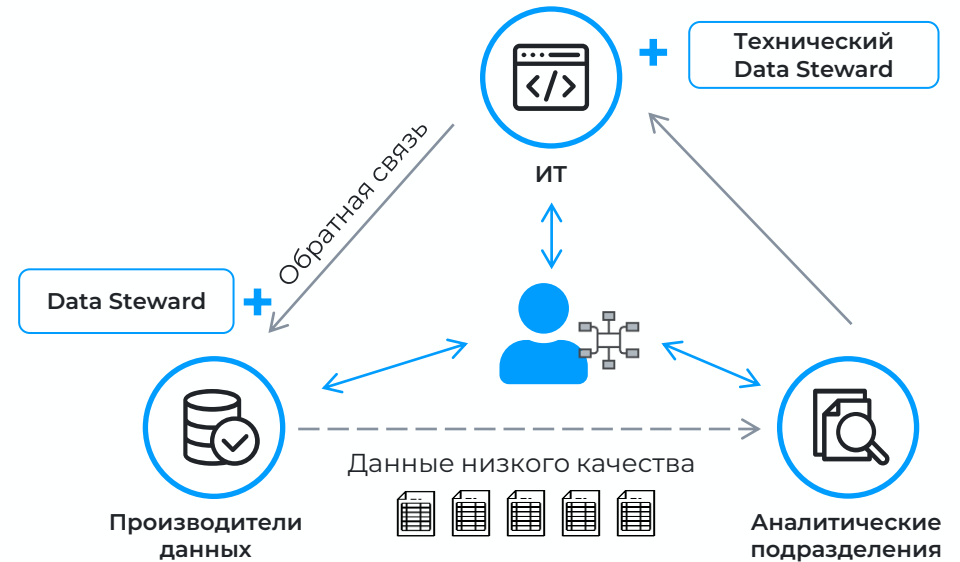 Технический
Data Steward
ИТ
Обратная связь
Data Steward
Данные низкого качества
Производители
данных
Аналитические
подразделения